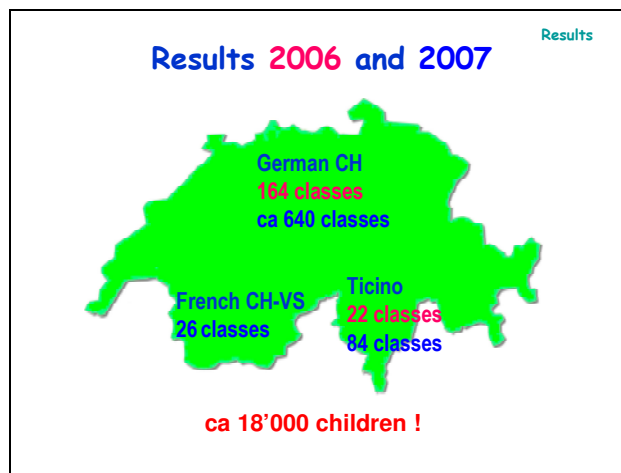 Results
Results 2006 and 2007
German CH
164 classes
ca 640 classes
French CH-VS
26 classes
Ticino
22 classes
84 classes
ca 18'000 children !